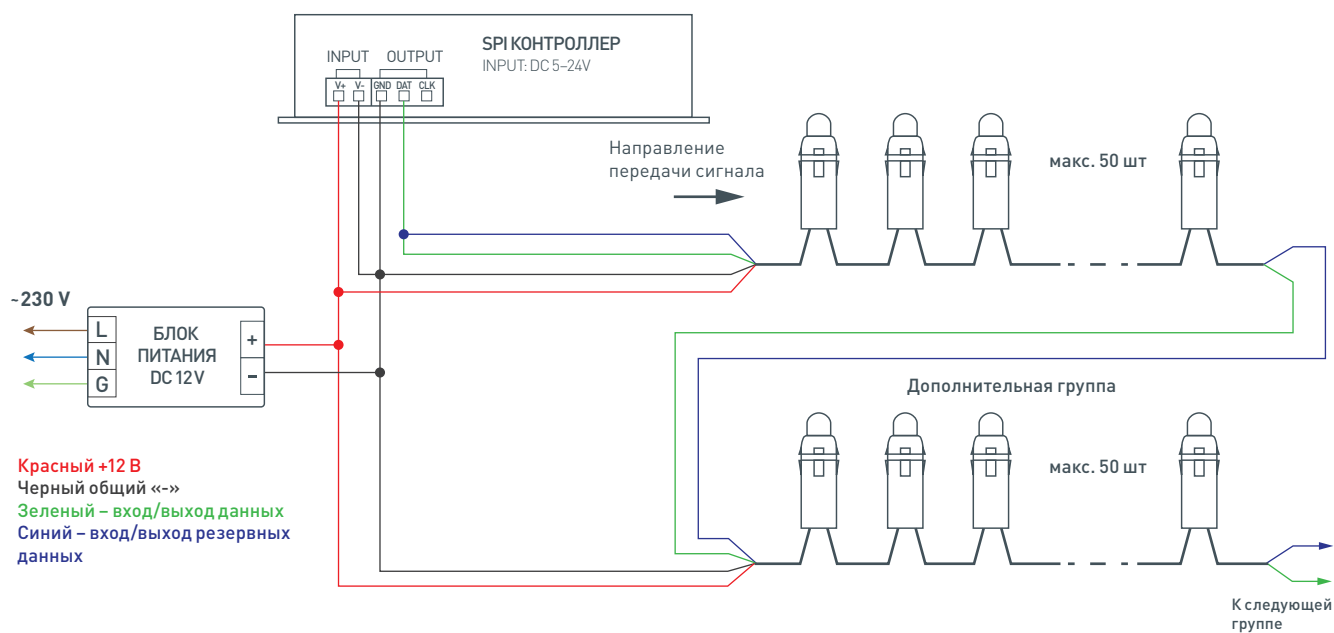 SPI КОНТРОЛЛЕР
INPUT: DC 5–24V
INPUT OUTPUT
V+ V- GND DAT CLK
Направление
передачи сигнала
макс. 50 шт
~230 V
L
N
G
БЛОК
ПИТАНИЯ
DC 12 V
+
–
Дополнительная группа
макс. 50 шт
Красный +12 В
Черный общий «-»
Зеленый – вход/выход данных
Синий – вход/выход резервных
данных
К следующей
группе